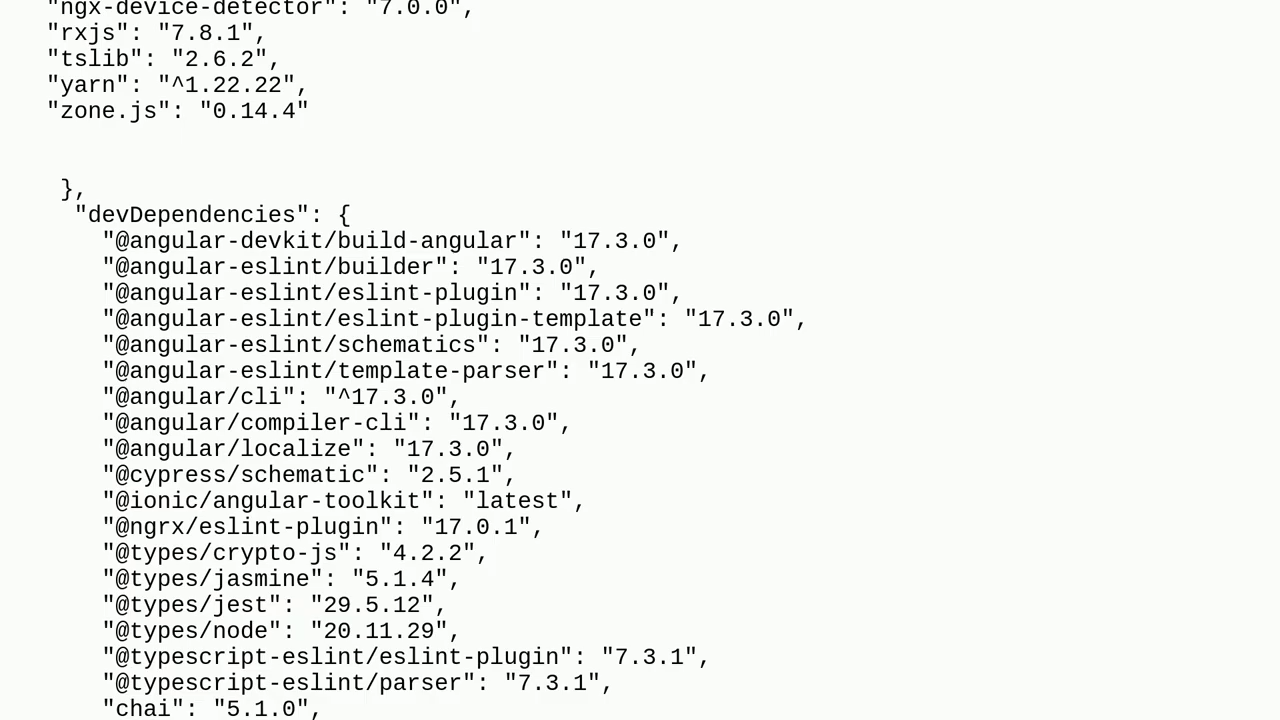 "ngx-device-detector": "7.0.0",
"rxjs": "7.8.1",
"tslib": "2.6.2",
"yarn": "^1.22.22",
"zone.js": "0.14.4"
},
"devDependencies": {
"@angular-devkit/build-angular": "17.3.0",
"@angular-eslint/builder": "17.3.0",
"@angular-eslint/eslint-plugin": "17.3.0",
"@angular-eslint/eslint-plugin-template": "17.3.0",
"@angular-eslint/schematics": "17.3.0",
"@angular-eslint/template-parser": "17.3.0",
"@angular/cli": "^17.3.0",
"@angular/compiler-cli": "17.3.0",
"@angular/localize": "17.3.0",
"@cypress/schematic": "2.5.1",
"@ionic/angular-toolkit": "latest",
"@ngrx/eslint-plugin": "17.0.1",
"@types/crypto-js": "4.2.2",
"@types/jasmine": "5.1.4",
"@types/jest": "29.5.12",
"@types/node": "20.11.29",
"@typescript-eslint/eslint-plugin": "7.3.1",
"@typescript-eslint/parser": "7.3.1",
"chai": "5.1.0",